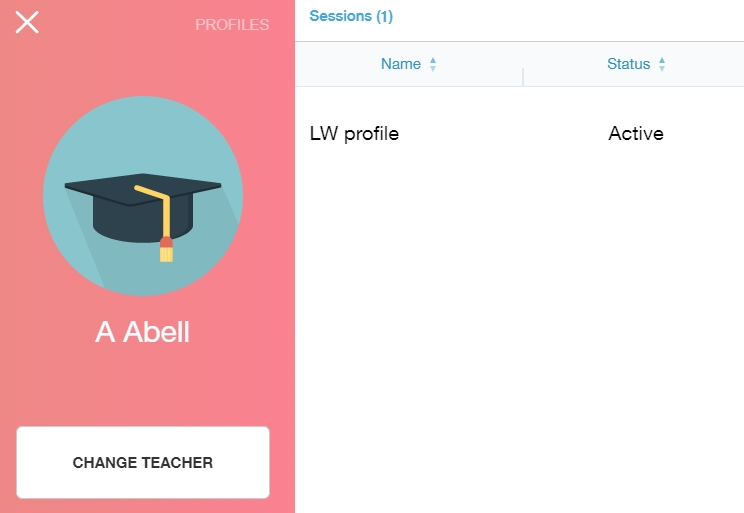 PROFILES
A Abell
CHANGE TEACHER
Sessions (1)
Name Status
LW profile Active